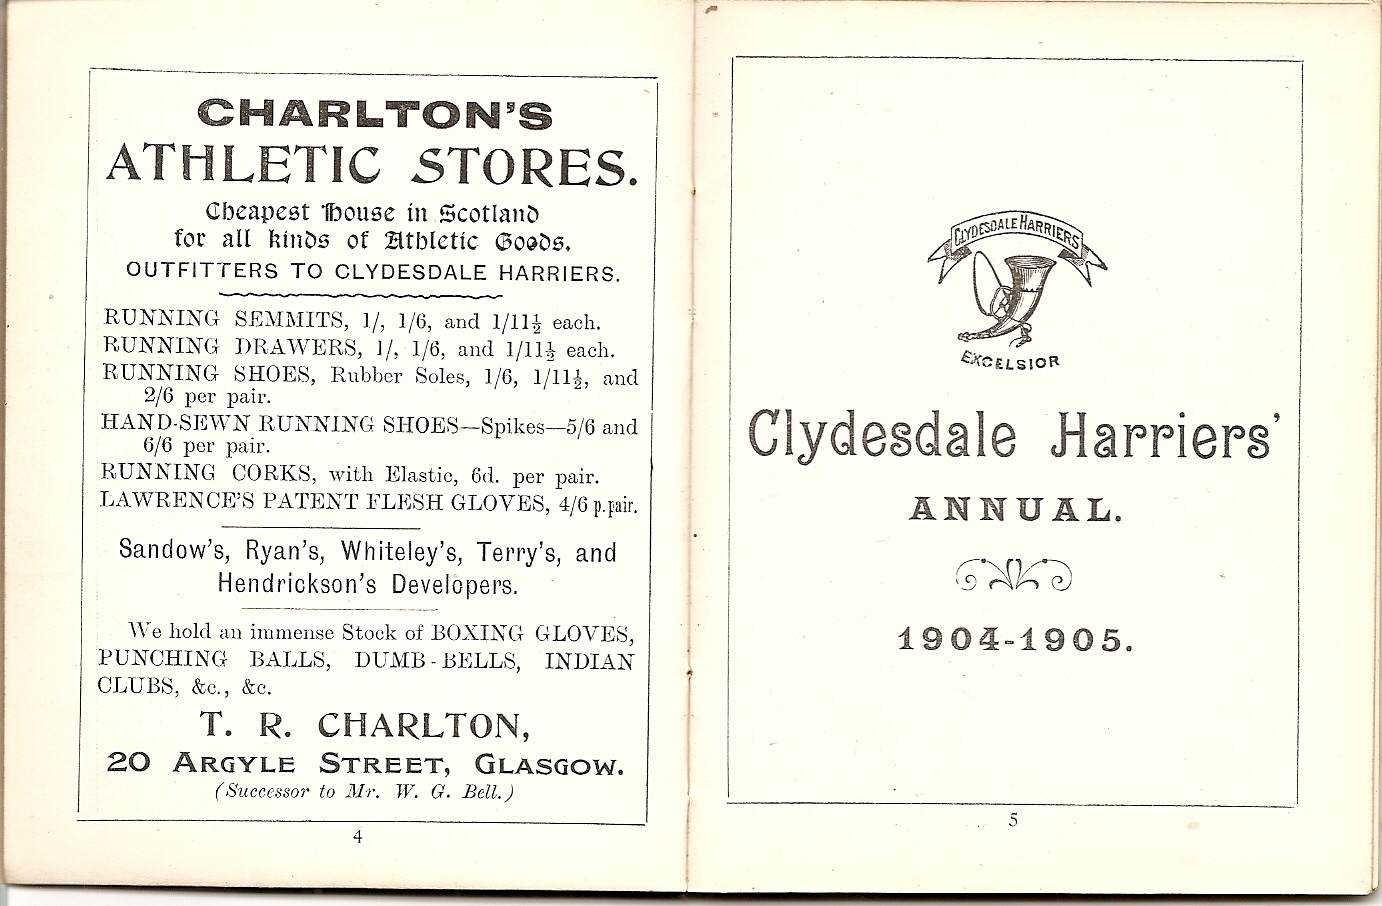 CHARLTON'S
ATHLETIC STORES.
Cheapest House in Scotland
for all kinds of Athletic Goods.
OUTFITTERS TO CLYDESDALE HARRIERS.
RUNNING SEMMITS, 1/, 1/6, and 1/11½ each.
RUNNING DRAWERS, 1/, 1/6, and 1/11½ each.
RUNNING SHOES, Rubber Soles, 1/6, 1/11½, and
2/6 per pair.
HAND-SEWN RUNNING SHOES—Spikes—5/6 and
6/6 per pair.
RUNNING CORKS, with Elastic, 6d. per pair.
LAWRENCE'S PATENT FLESH GLOVES, 4/6 p.pair.
Sandow's, Ryan's, Whiteley's, Terry's, and
Hendrickson's Developers.
We hold an immense Stock of BOXING GLOVES,
PUNCHING BALLS, DUMB-BELLS, INDIAN
CLUBS, &c., &c.
T. R. CHARLTON,
20 ARGYLE STREET, GLASGOW.
(Successor to Mr. W. G. Bell.)
4
CLYDESDALE HARRIERS
EXCELSIOR
Clydesdale Harriers'
ANNUAL.
1904-1905.
5